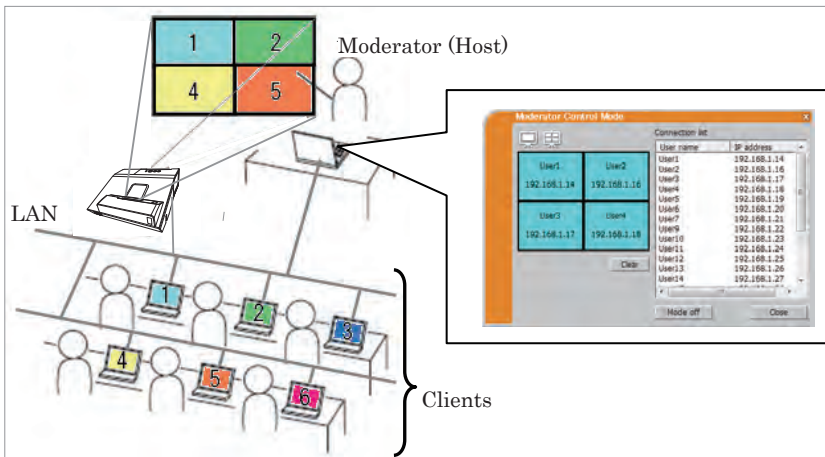 1 2
4 5
Moderator (Host)
LAN
1
2
3
4
5
6
Clients
Moderator Control Mode x
Connection list
User name IP address
User1 192.168.1.14
User2 192.168.1.16
User3 192.168.1.17
User4 192.168.1.18
User5 192.168.1.19
User6 192.168.1.20
User7 192.168.1.21
User9 192.168.1.22
User10 192.168.1.23
User11 192.168.1.24
User12 192.168.1.25
User13 192.168.1.26
User14 192.168.1.27
User1 User2
192.168.1.14 192.168.1.16
User3 User4
192.168.1.17 192.168.1.18
Clear
Mode off Close